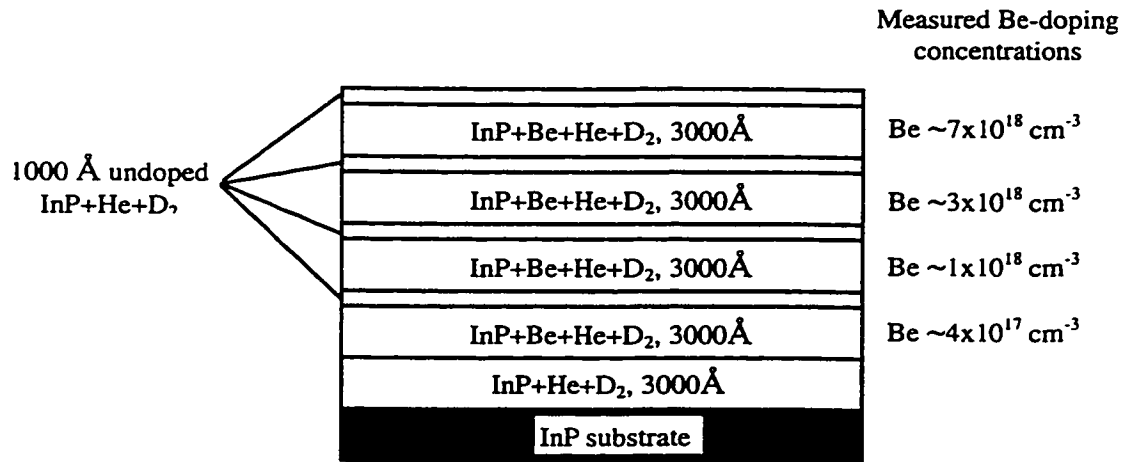 Measured Be-doping
concentrations
InP+Be+He+D₂, 3000Å
Be ~7x10¹⁸ cm⁻³
1000 Å undoped
InP+He+D₂
InP+Be+He+D₂, 3000Å
Be ~3x10¹⁸ cm⁻³
InP+Be+He+D₂, 3000Å
Be ~1x10¹⁸ cm⁻³
InP+Be+He+D₂, 3000Å
Be ~4x10¹⁷ cm⁻³
InP+He+D₂, 3000Å
InP substrate